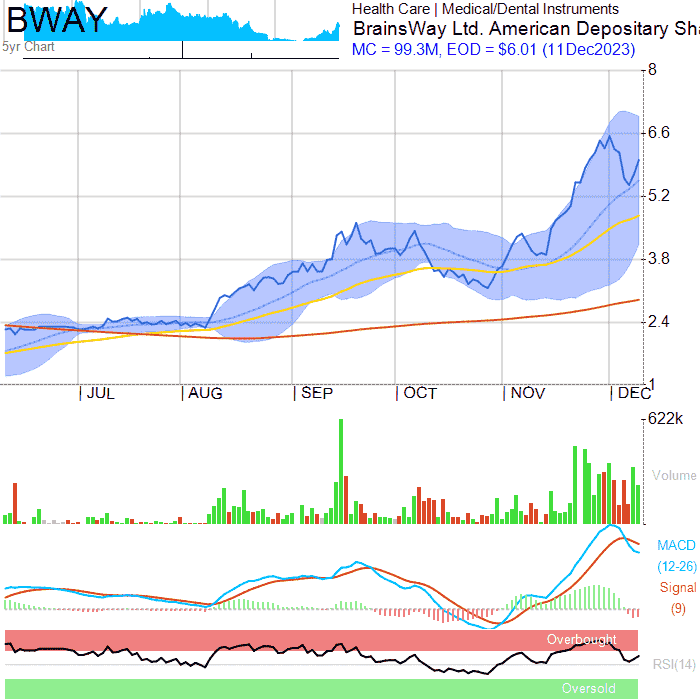 BWAY
Health Care | Medical/Dental Instruments
BrainsWay Ltd. American Depositary Sha
5yr Chart
MC = 99.3M, EOD = $6.01 (11Dec2023)
8
6.6
5.2
3.8
2.4
1
JUL
AUG
SEP
OCT
NOV
DEC
622k
Volume
MACD
(12-26)
Signal
(9)
Overbought
RSI(14)
Oversold